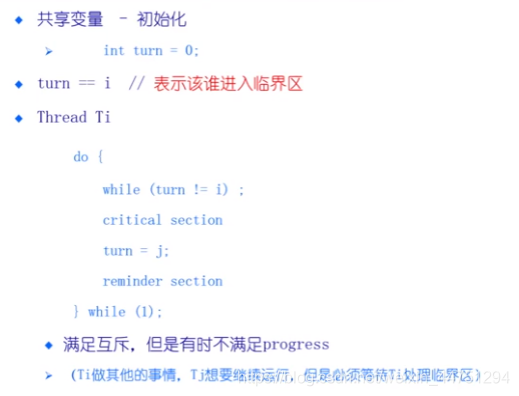 共享变量 - 初始化
int turn = 0;
turn == i // 表示该谁进入临界区
Thread Ti
do {
while (turn != i) ;
critical section
turn = j;
reminder section
} while (1);
满足互斥，但是有时不满足progress
(Ti做其他的事情，Tj想要继续运行，但是必须等待Ti处理临界区)